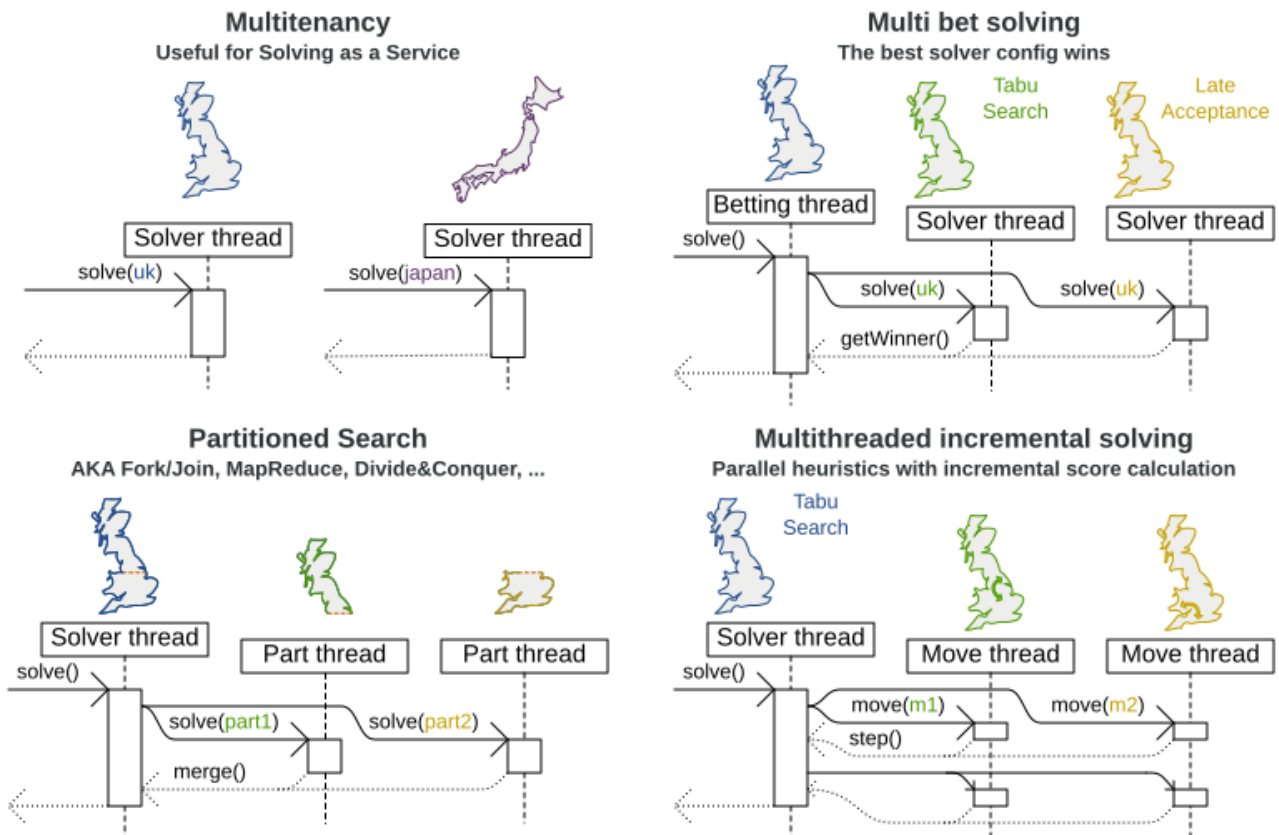 Multitenancy
Useful for Solving as a Service
Solver thread
solve(uk)
Solver thread
solve(japan)
Multi bet solving
The best solver config wins
Tabu
Search
Late
Acceptance
Betting thread
Solver thread
Solver thread
solve()
solve(uk)
solve(uk)
getWinner()
Partitioned Search
AKA Fork/Join, MapReduce, Divide&Conquer, ...
Solver thread
Part thread
Part thread
solve()
solve(part1)
solve(part2)
merge()
Multithreaded incremental solving
Parallel heuristics with incremental score calculation
Tabu
Search
Solver thread
Move thread
Move thread
solve()
move(m1)
move(m2)
step()